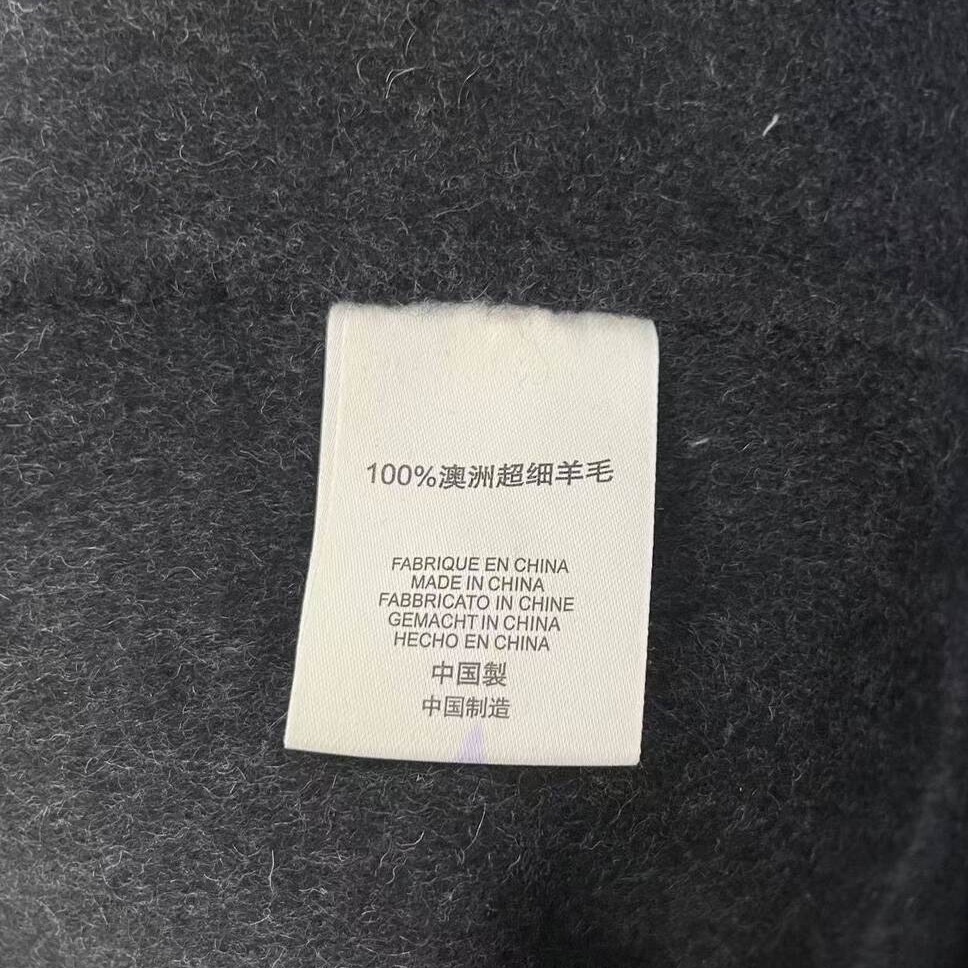 100%澳洲超细羊毛
FABRIQUE EN CHINA
MADE IN CHINA
FABBRICATO IN CHINE
GEMACHT IN CHINA
HECHO EN CHINA
中国製
中国制造